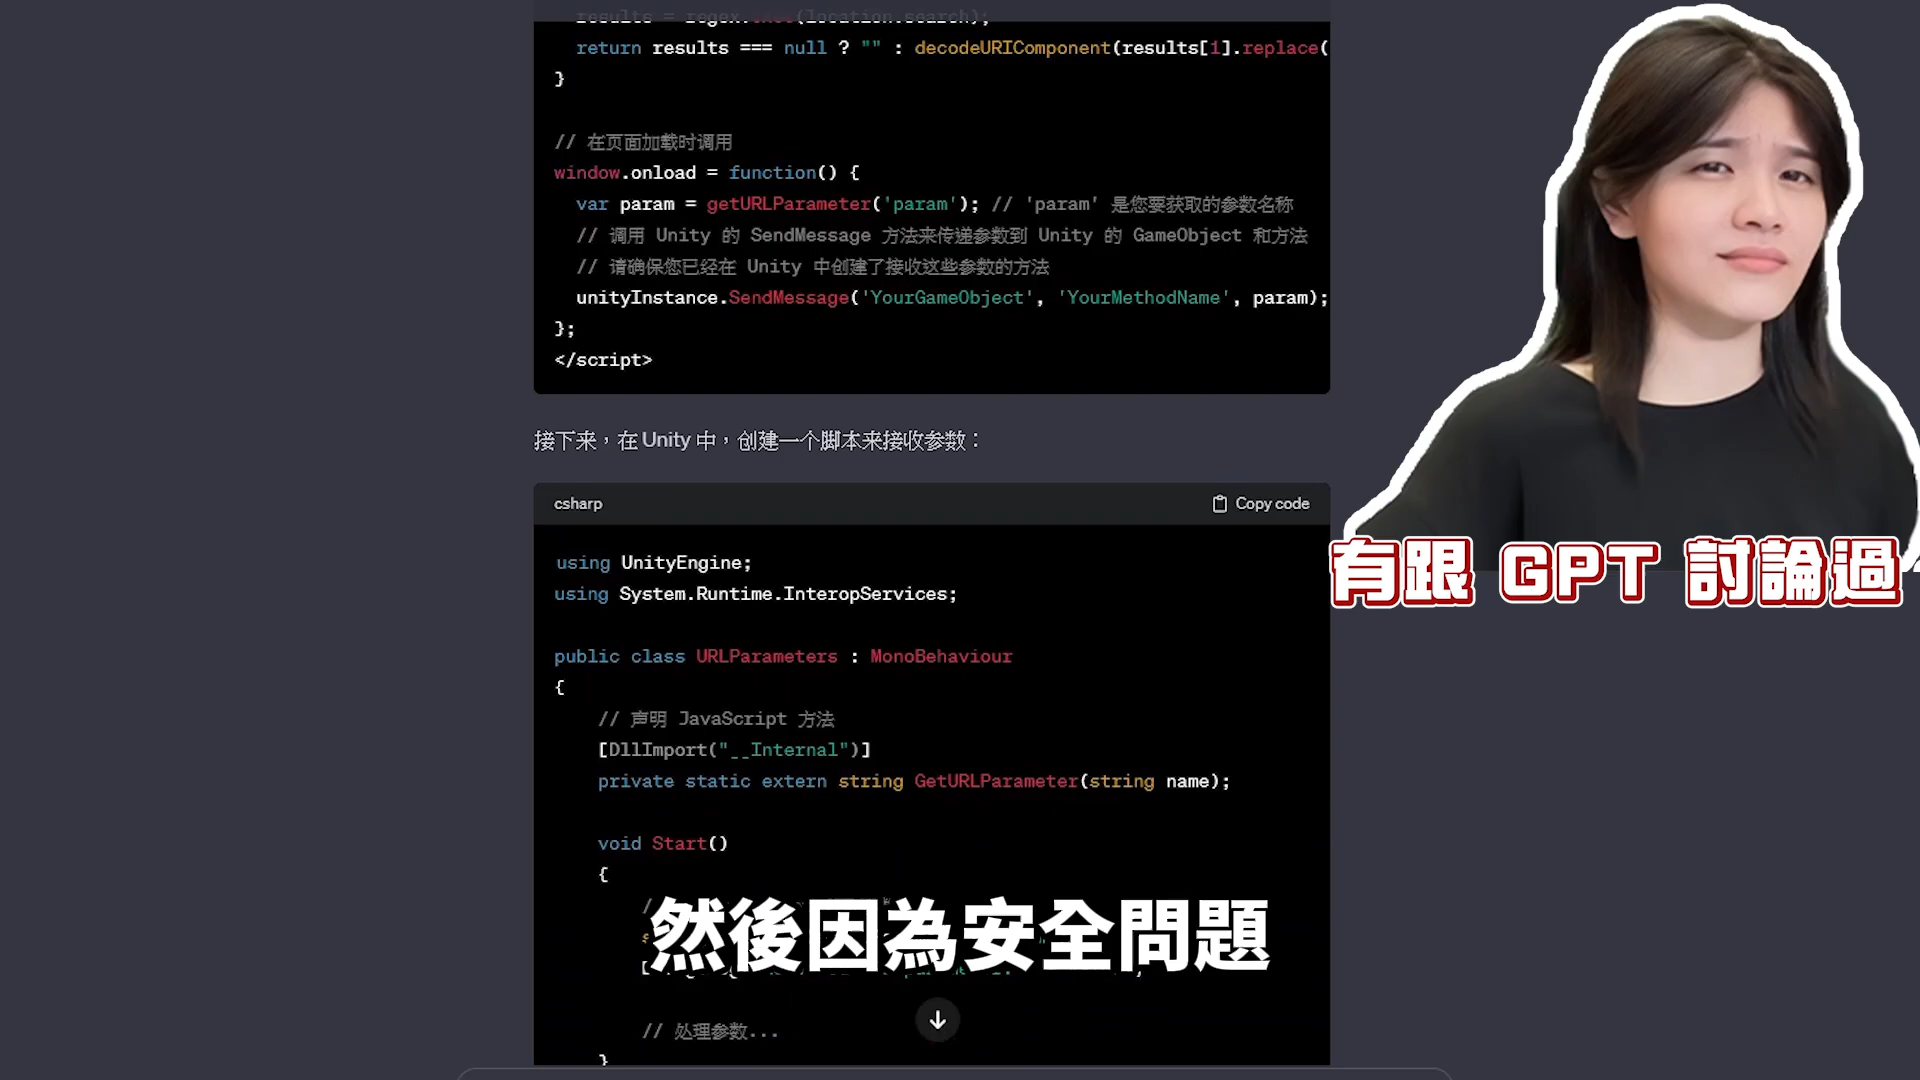 results = regex.exec(location.search);
return results === null ? "" : decodeURIComponent(results[1].replace(
}
// 在页面加载时调用
window.onload = function() {
var param = getURLParameter('param'); // 'param' 是您要获取的参数名称
// 调用 Unity 的 SendMessage 方法来传递参数到 Unity 的 GameObject 和方法
// 请确保您已经在 Unity 中创建了接收这些参数的方法
unityInstance.SendMessage('YourGameObject', 'YourMethodName', param);
};
</script>
接下来，在 Unity 中，创建一个脚本来接收参数：
csharp
Copy code
有跟 GPT 討論過
using UnityEngine;
using System.Runtime.InteropServices;
public class URLParameters : MonoBehaviour
{
// 声明 JavaScript 方法
[DllImport("__Internal")]
private static extern string GetURLParameter(string name);
void Start()
{
然後因為安全問題
// 处理参数...
}